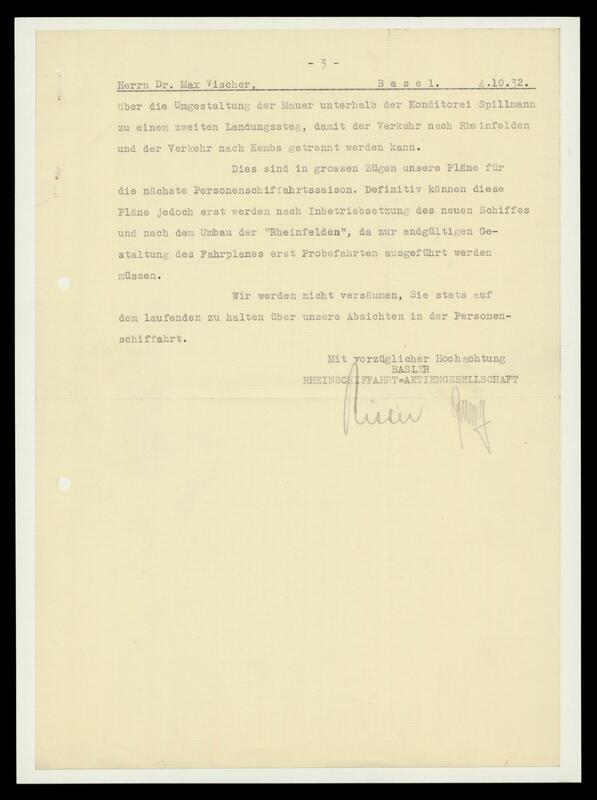 - 3 -
Herrn Dr. Max Vischer, B a s e l. 4.10.32.
über die Umgestaltung der Mauer unterhalb der Konditorei Spillmann
zu einem zweiten Landungssteg, damit der Verkehr nach Rheinfelden
und der Verkehr nach Kembs getrennt werden kann.
Dies sind in grossen Zügen unsere Pläne für
die nächste Personenschiffahrtssaison. Definitiv können diese
Pläne jedoch erst werden nach Inbetriebsetzung des neuen Schiffes
und nach dem Umbau der "Rheinfelden", da zur endgültigen Ge-
staltung des Fahrplanes erst Probefahrten ausgeführt werden
müssen.
Wir werden nicht versäumen, Sie stets auf
dem laufenden zu halten über unsere Absichten in der Personen-
schiffahrt.
Mit vorzüglicher Hochachtung
BASLER
RHEINSCHIFFAHRT=AKTIENGESELLSCHAFT